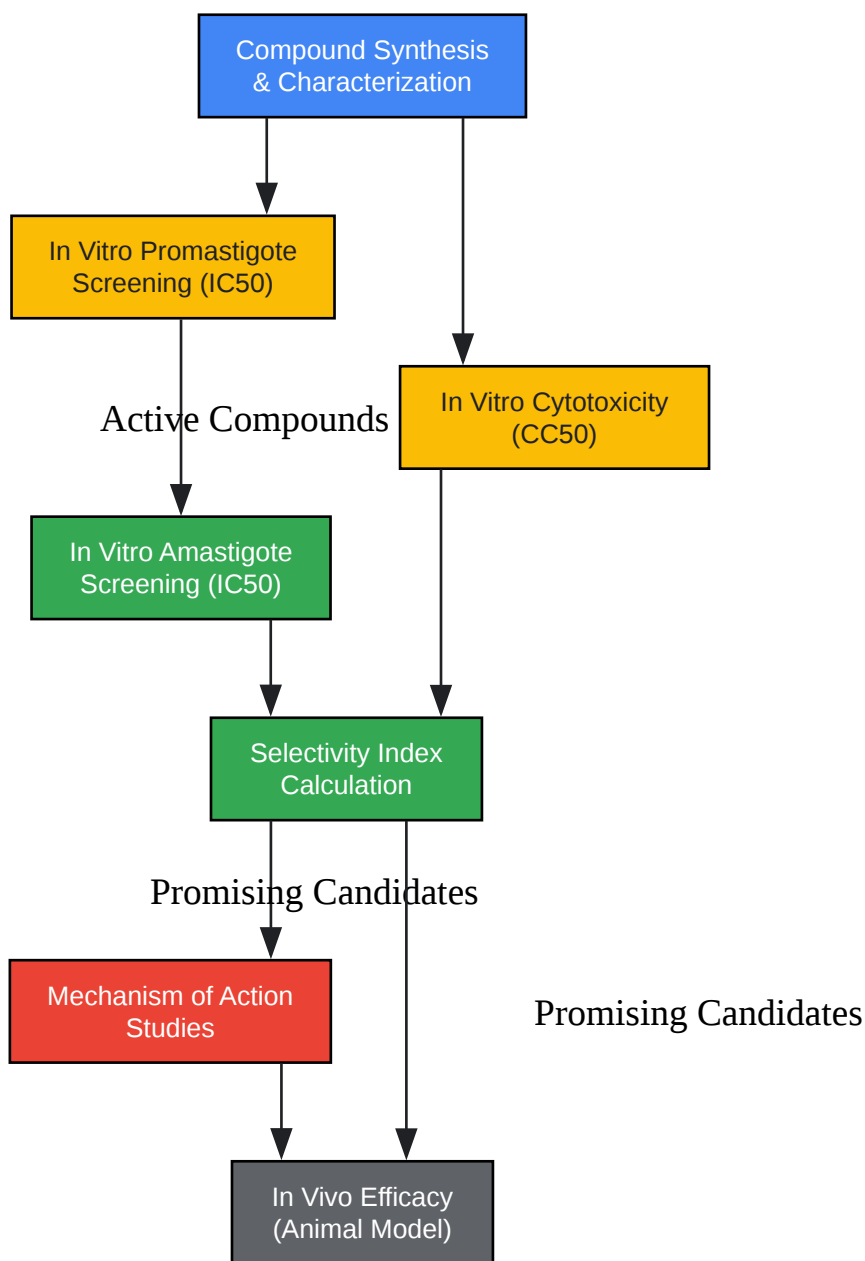 Compound Synthesis
& Characterization
In Vitro Promastigote
Screening (IC50)
Active Compounds
In Vitro Cytotoxicity
(CC50)
In Vitro Amastigote
Screening (IC50)
Selectivity Index
Calculation
Promising Candidates
Mechanism of Action
Studies
Promising Candidates
In Vivo Efficacy
(Animal Model)